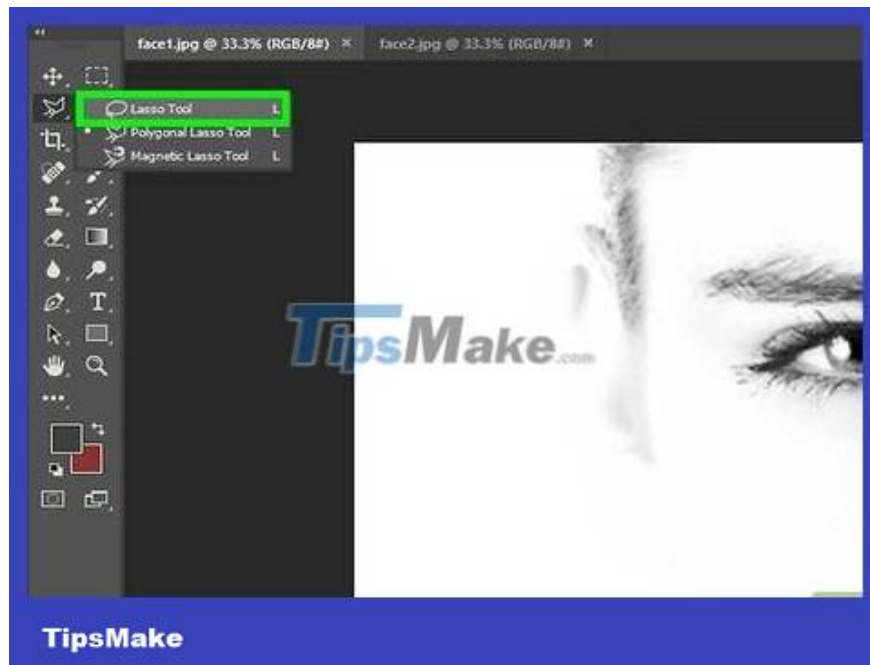 face1.jpg @ 33.3% (RGB/8#) × face2.jpg @ 33.3% (RGB/8#) ×
Lasso Tool L
Polygonal Lasso Tool L
Magnetic Lasso Tool L
TipsMake.com
TipsMake